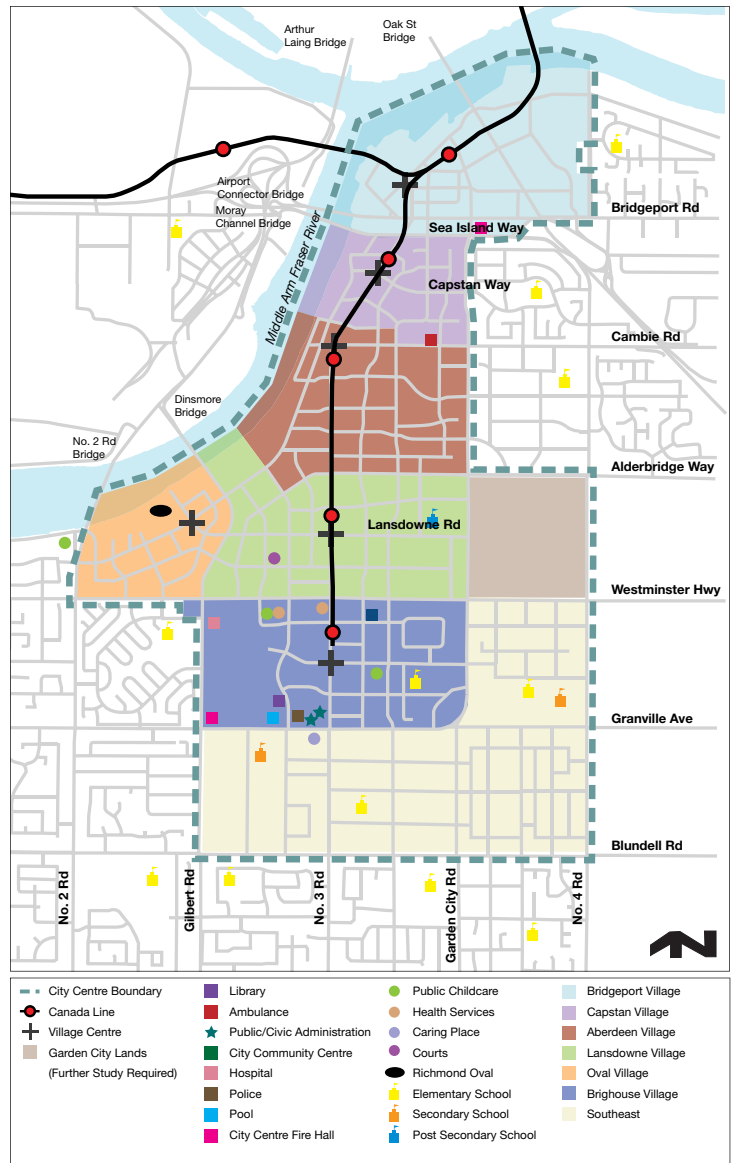 Arthur
Laing Bridge
Oak St
Bridge
Airport
Connector Bridge
Moray
Channel Bridge
Bridgeport Rd
Sea Island Way
Middle Arm Fraser River
Capstan Way
Cambie Rd
Dinsmore
Bridge
No. 2 Rd
Bridge
Alderbridge Way
Lansdowne Rd
Westminster Hwy
Granville Ave
Blundell Rd
No. 2 Rd
Gilbert Rd
No. 3 Rd
Garden City Rd
No. 4 Rd
N
City Centre Boundary
Canada Line
Village Centre
Garden City Lands
(Further Study Required)
Library
Ambulance
Public/Civic Administration
City Community Centre
Hospital
Police
Pool
City Centre Fire Hall
Public Childcare
Health Services
Caring Place
Courts
Richmond Oval
Elementary School
Secondary School
Post Secondary School
Bridgeport Village
Capstan Village
Aberdeen Village
Lansdowne Village
Oval Village
Brighouse Village
Southeast